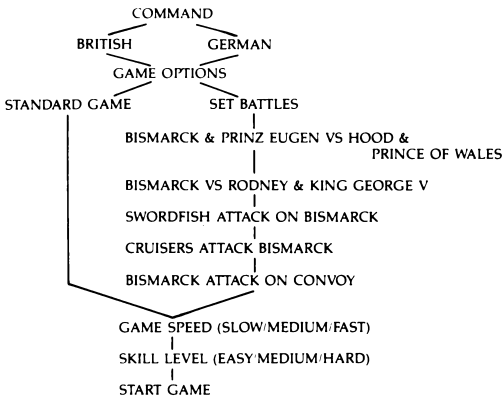 COMMAND
BRITISH GERMAN
GAME OPTIONS
STANDARD GAME SET BATTLES
BISMARCK & PRINZ EUGEN VS HOOD &
PRINCE OF WALES
BISMARCK VS RODNEY & KING GEORGE V
SWORDFISH ATTACK ON BISMARCK
CRUISERS ATTACK BISMARCK
BISMARCK ATTACK ON CONVOY
GAME SPEED (SLOW/MEDIUM/FAST)
SKILL LEVEL (EASY/MEDIUM/HARD)
START GAME